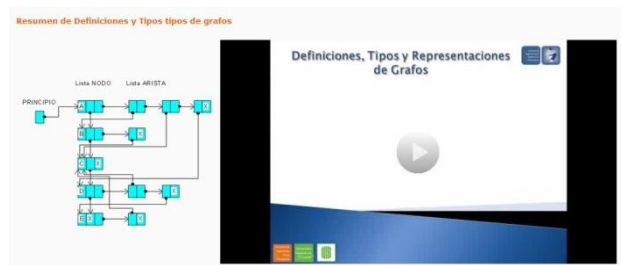 Resumen de Definiciones y Tipos tipos de grafos
Definiciones, Tipos y Representaciones
de Grafos
Lista NODO Lista ARISTA
PRINCIPIO
A
X
B
X
C
X
D
X
E
X
X